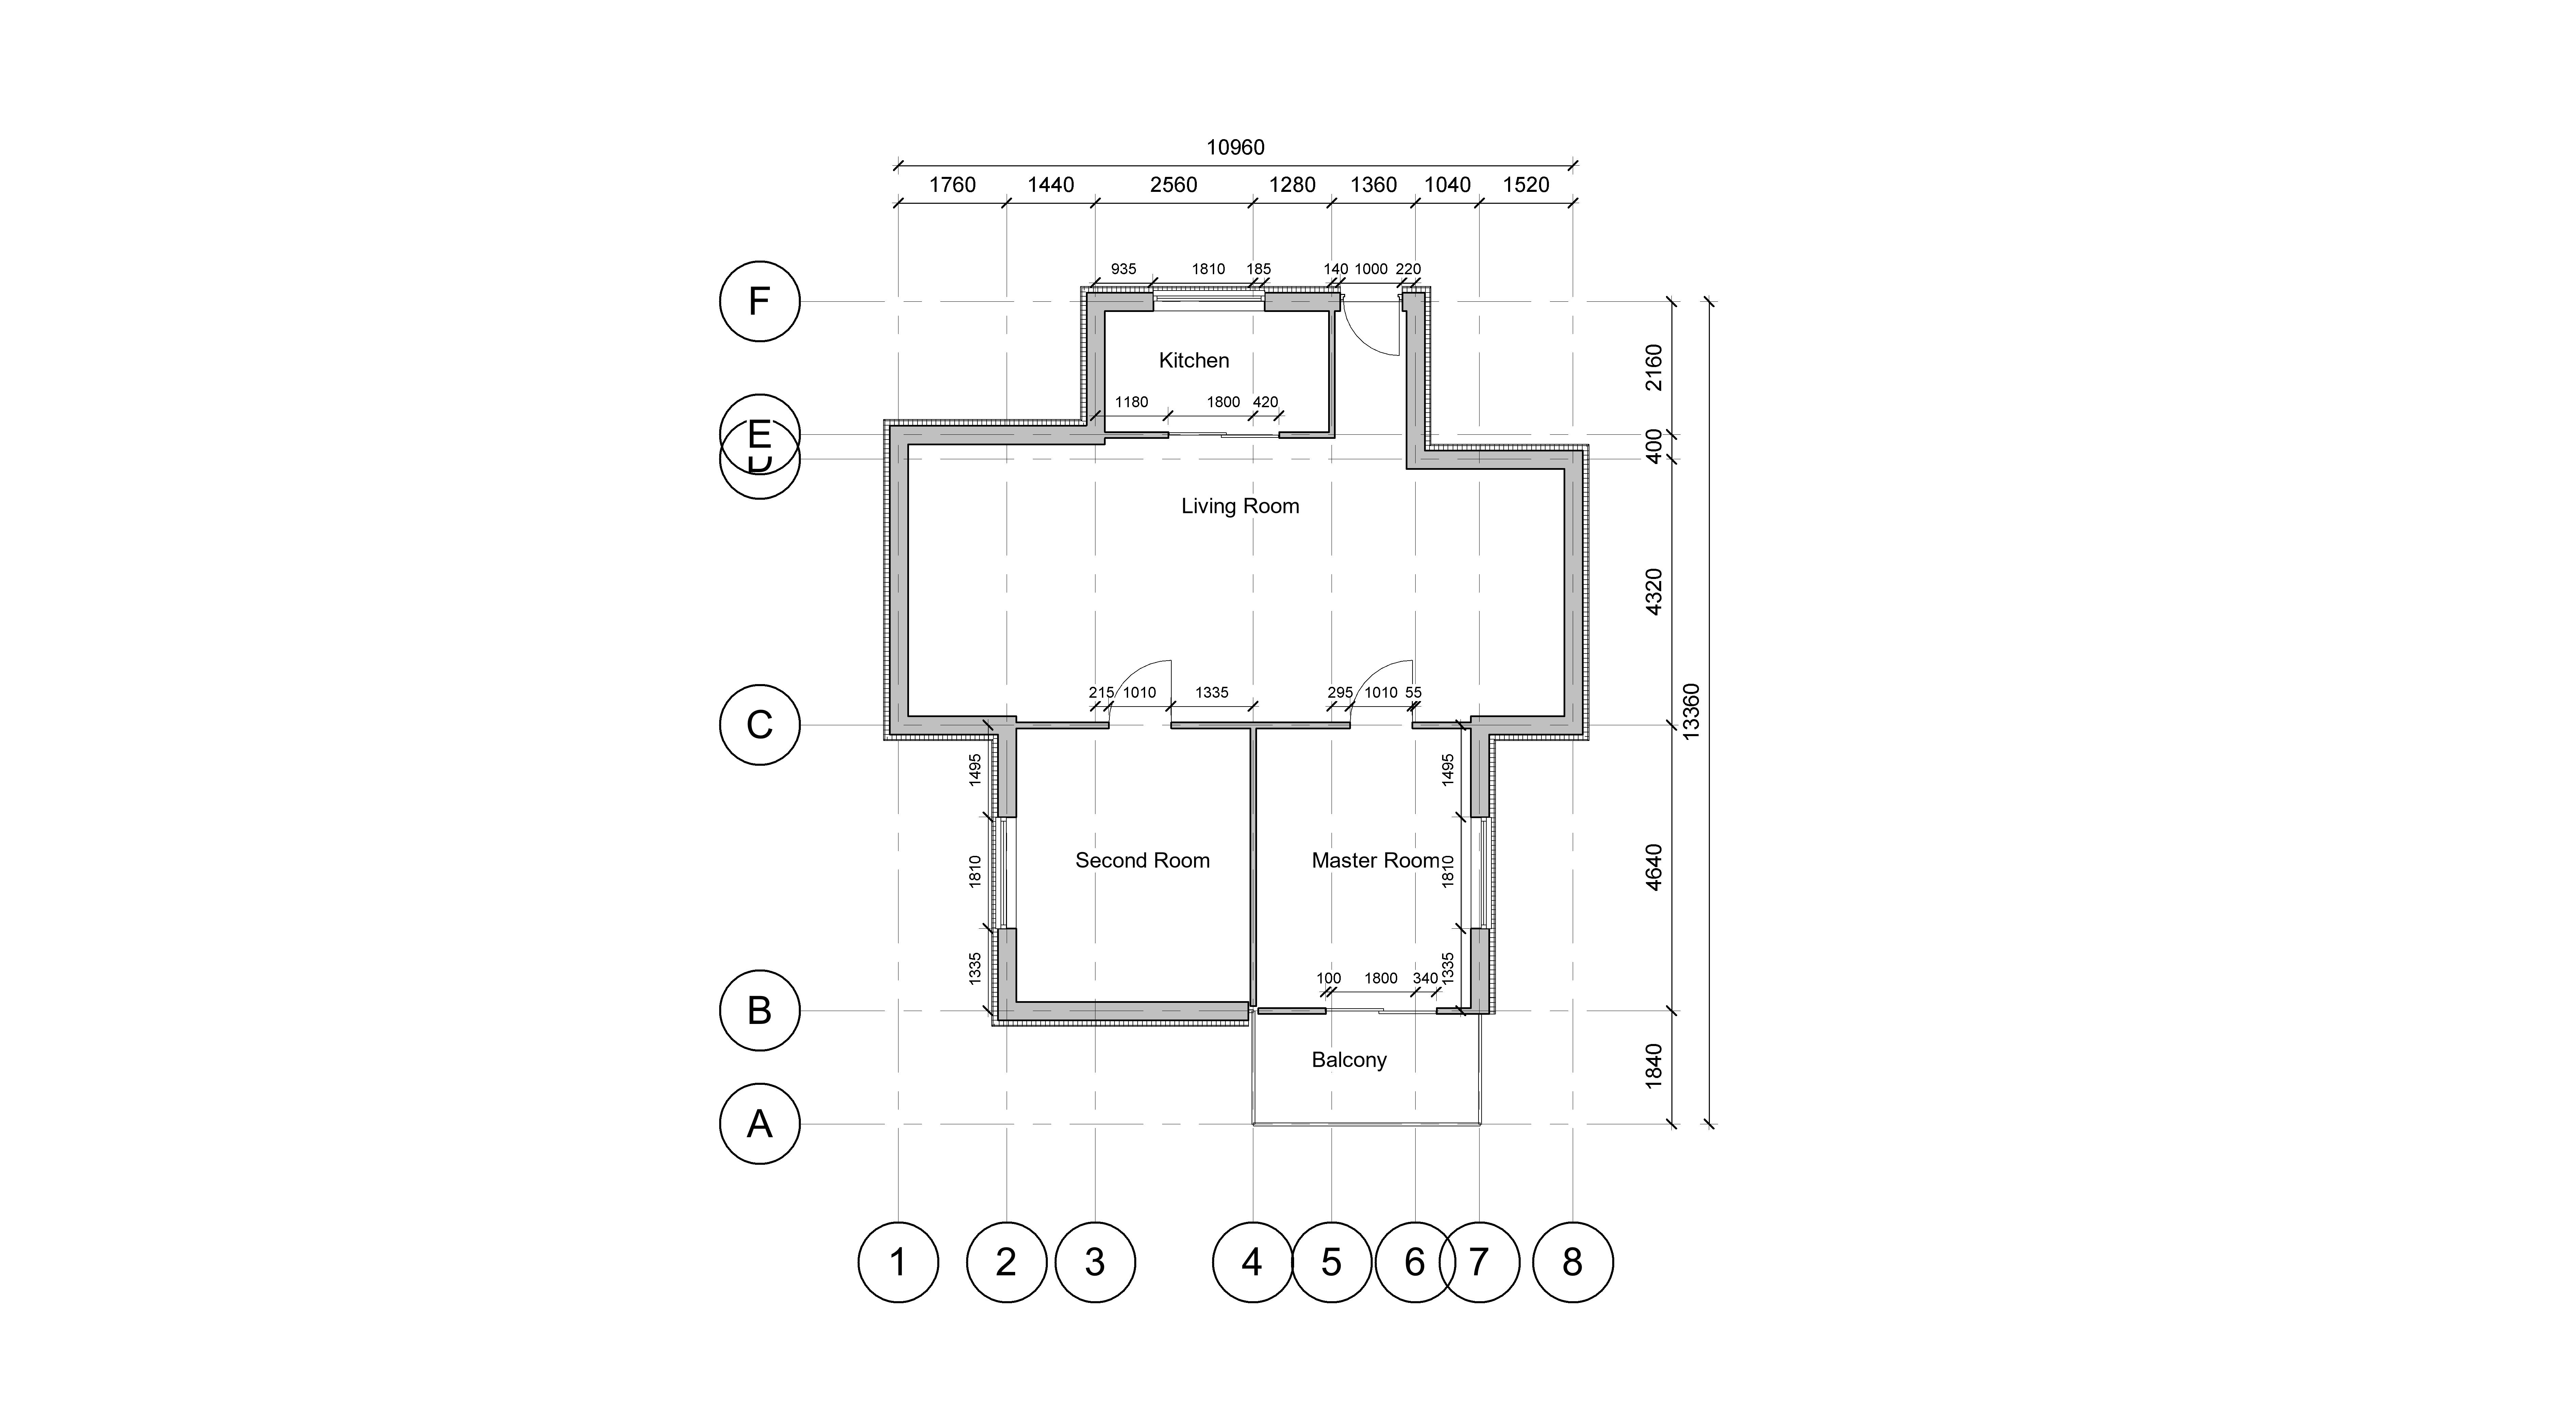 10960
1760 1440 2560 1280 1360 1040 1520
935 1810 185 140 1000 220
F
2160
Kitchen
1180 1800 420
E
400
D
Living Room
4320
13360
215 1010 1335 295 1010 55
C
1495 1495
Second Room Master Room
1810 1810
4640
1335 1335
100 1800 340
B
Balcony
1840
A
1 2 3 4 5 6 7 8